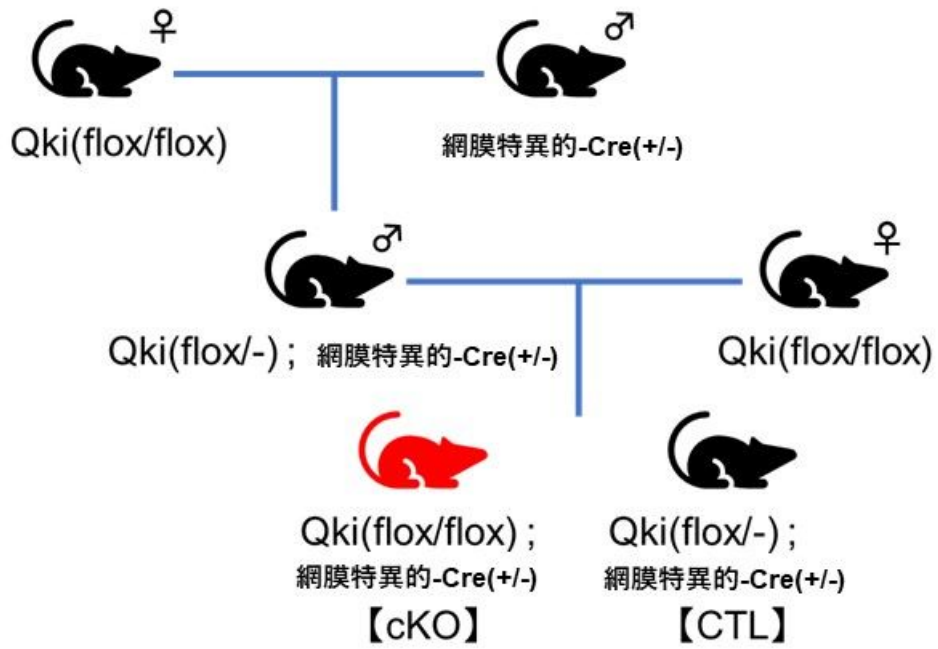 ♀
♂
Qki(flox/flox)
網膜特異的-Cre(+/-)
♂
♀
Qki(flox/-) ; 網膜特異的-Cre(+/-)
Qki(flox/flox)
Qki(flox/flox) ;
網膜特異的-Cre(+/-)
【cKO】
Qki(flox/-) ;
網膜特異的-Cre(+/-)
【CTL】